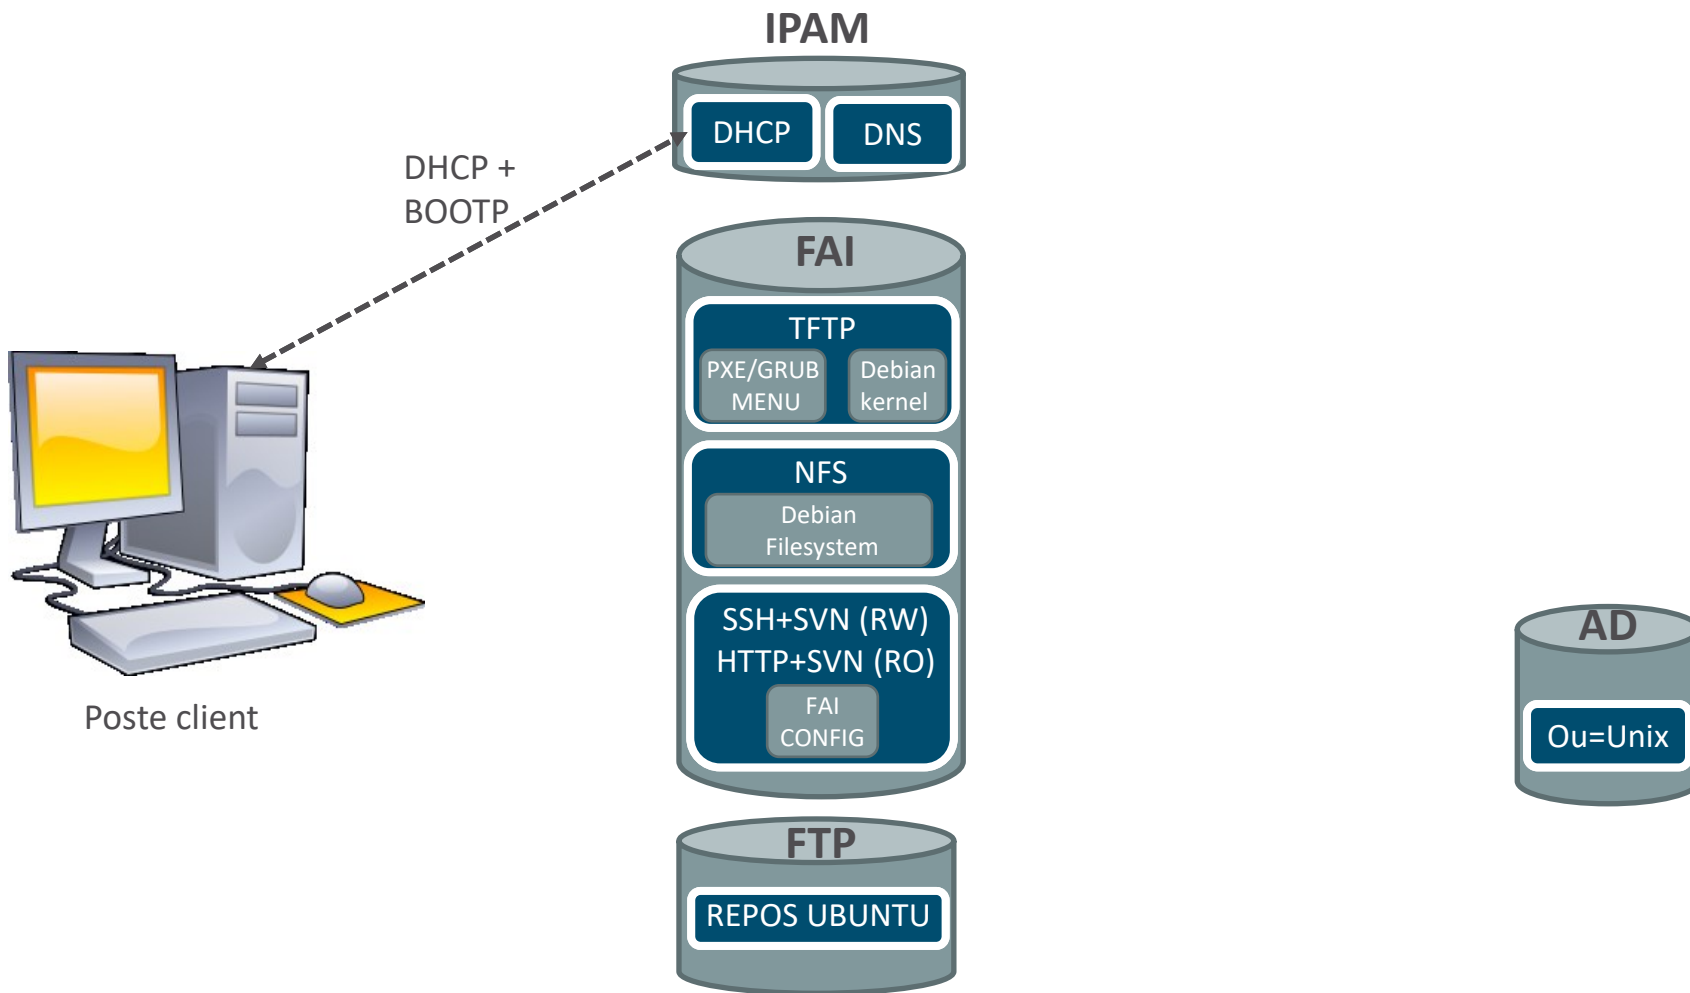 IPAM
DHCP
DNS
DHCP +
BOOTP
FAI
TFTP
PXE/GRUB
MENU
Debian
kernel
NFS
Debian
Filesystem
SSH+SVN (RW)
HTTP+SVN (RO)
FAI
CONFIG
Poste client
AD
Ou=Unix
FTP
REPOS UBUNTU